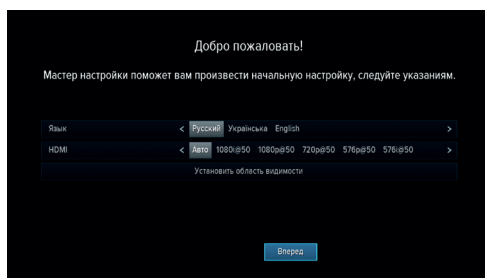 Добро пожаловать!
Мастер настройки поможет вам произвести начальную настройку, следуйте указаниям.
Язык < Русский Українська English >
HDMI < Авто 1080i@50 1080p@50 720p@50 576p@50 576i@50 >
Установить область видимости
Вперед